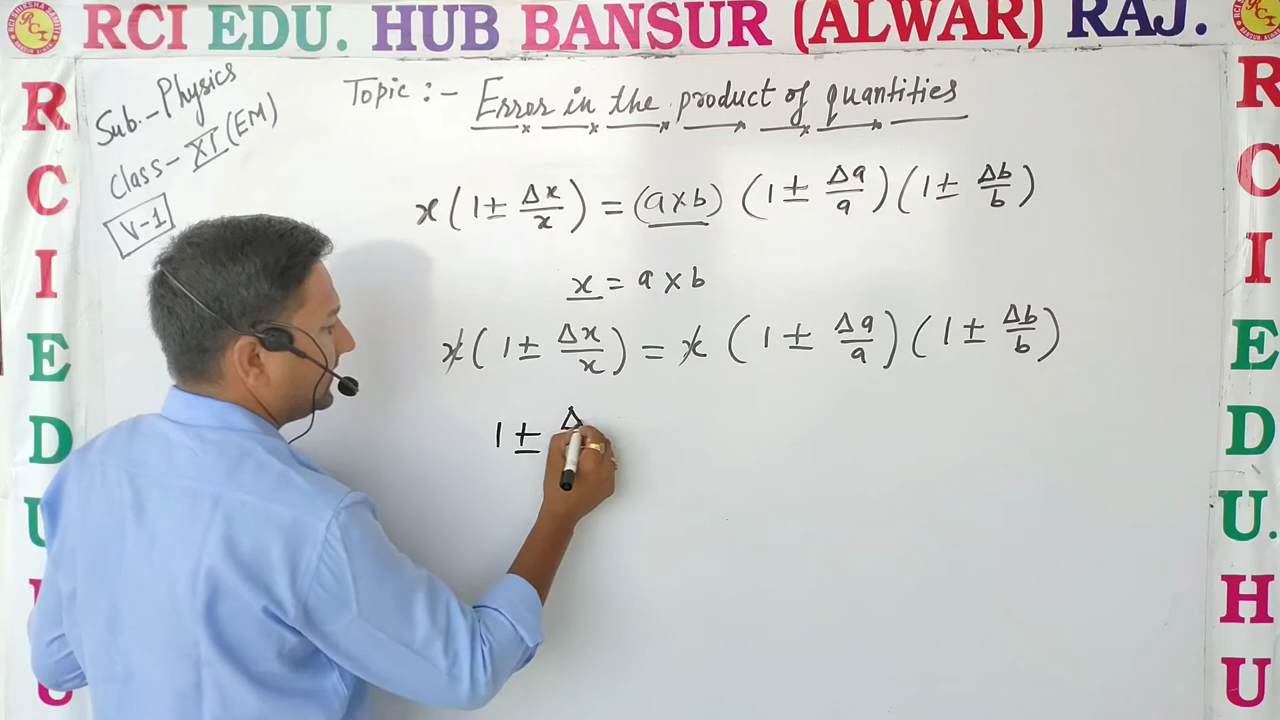 RCI EDU. HUB BANSUR (ALWAR) RAJ.
Sub.- Physics
Class- XI (EM)
V-1
Topic :- Error in the product of quantities
x(1± Δx/x) = (a×b) (1± Δa/a)(1± Δb/b)
x = a×b
x(1± Δx/x) = x (1± Δa/a)(1± Δb/b)
1± Δ
R
C
I
E
D
U
R
C
I
E
D
U.
H
U